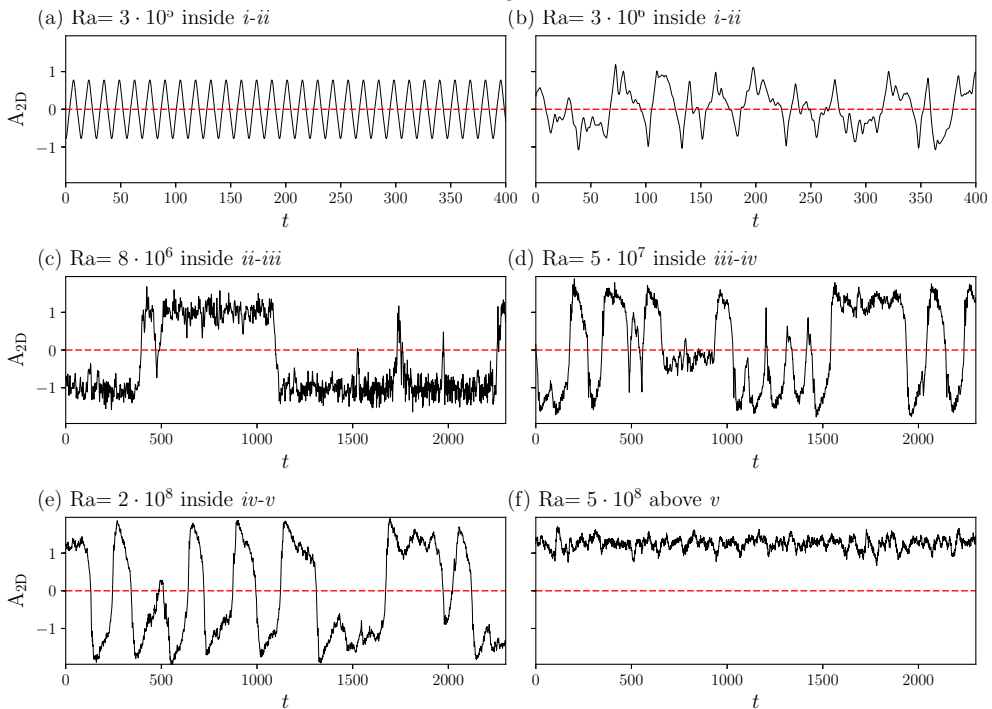 (a) Ra= 3 · 10⁵ inside i-ii
(b) Ra= 3 · 10⁶ inside i-ii
A₂D
1
0
−1
0 50 100 150 200 250 300 350 400
t
0 50 100 150 200 250 300 350 400
t
(c) Ra= 8 · 10⁶ inside ii-iii
(d) Ra= 5 · 10⁷ inside iii-iv
A₂D
1
0
−1
0 500 1000 1500 2000
t
0 500 1000 1500 2000
t
(e) Ra= 2 · 10⁸ inside iv-v
(f) Ra= 5 · 10⁸ above v
A₂D
1
0
−1
0 500 1000 1500 2000
t
0 500 1000 1500 2000
t